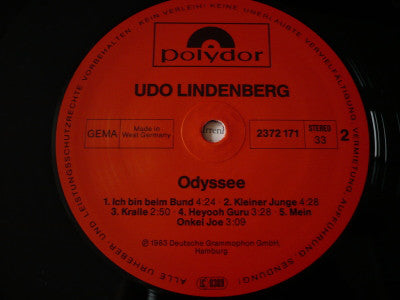 polydor
UDO LINDENBERG
GEMA
Made in
West Germany
2372 171
STEREO
33
2
Odyssee
1. Ich bin beim Bund 4:24 · 2. Kleiner Junge 4:28
3. Kralle 2:50 · 4. Heyooh Guru 3:28 · 5. Mein
Onkel Joe 3:09
℗ 1983 Deutsche Grammophon GmbH,
Hamburg
ALLE URHEBER- UND LEISTUNGSSCHUTZRECHTE VORBEHALTEN · KEIN VERLEIH! KEINE UNERLAUBTE VERVIELFÄLTIGUNG, VERMIETUNG, AUFFÜHRUNG, SENDUNG!